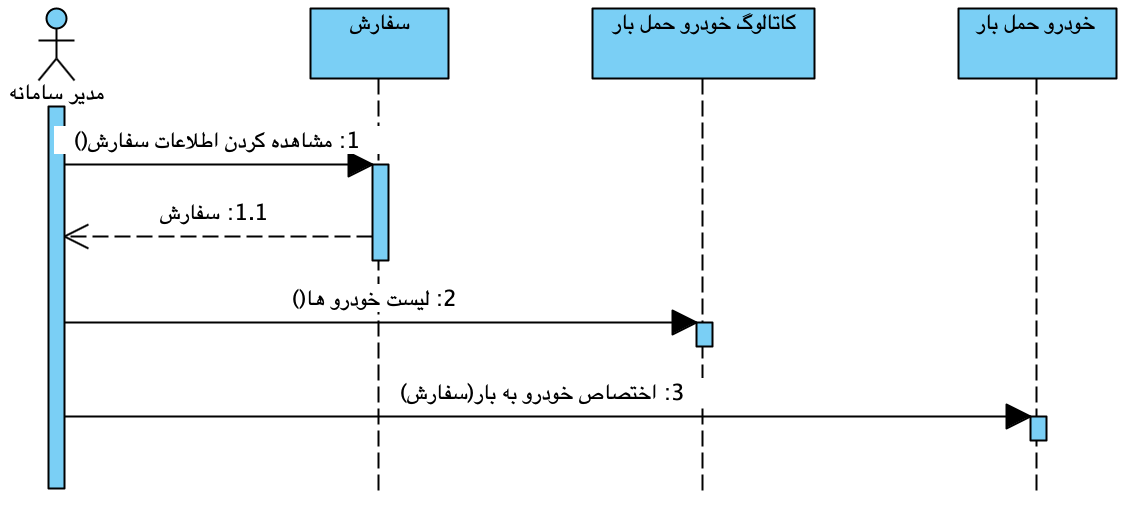 سفارش
کاتالوگ خودرو حمل بار
خودرو حمل بار
مدیر سامانه
1: مشاهده کردن اطلاعات سفارش()
1.1: سفارش
2: لیست خودرو ها()
3: اختصاص خودرو به بار(سفارش)